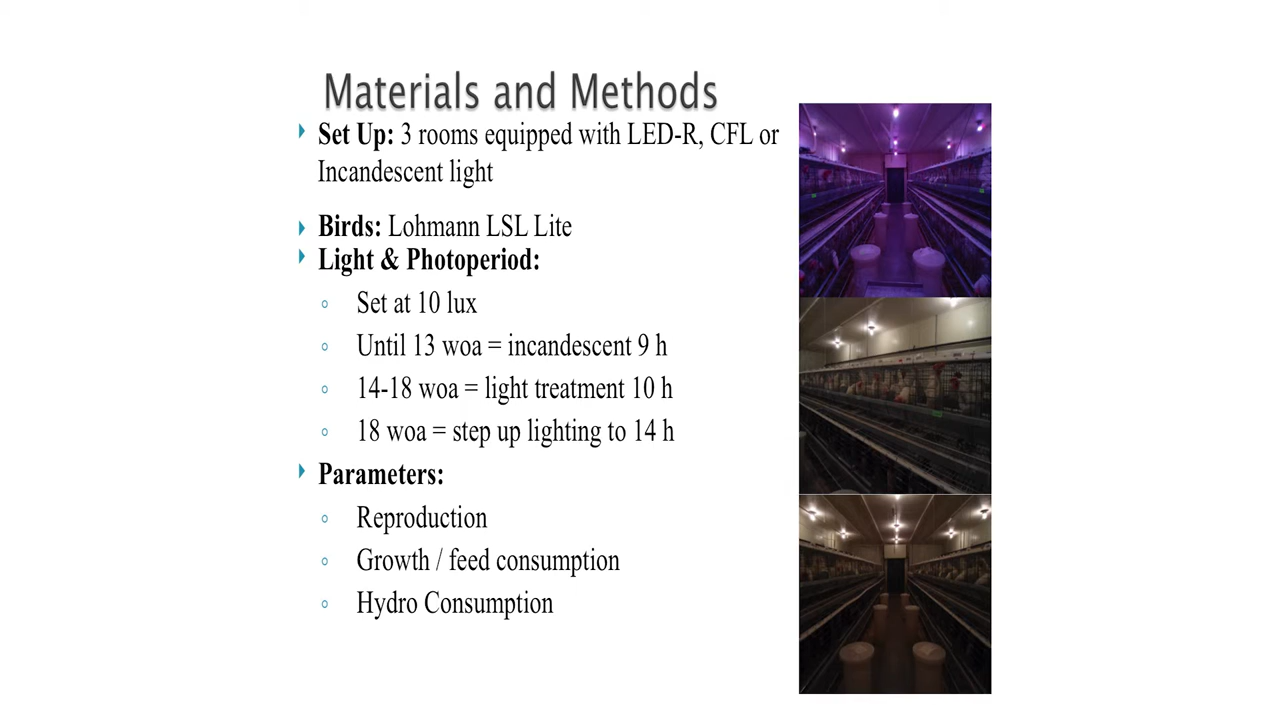 Materials and Methods
Set Up: 3 rooms equipped with LED-R, CFL or
Incandescent light
Birds: Lohmann LSL Lite
Light & Photoperiod:
Set at 10 lux
Until 13 woa = incandescent 9 h
14-18 woa = light treatment 10 h
18 woa = step up lighting to 14 h
Parameters:
Reproduction
Growth / feed consumption
Hydro Consumption